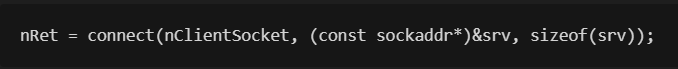 nRet = connect(nClientSocket, (const sockaddr*)&srv, sizeof(srv));